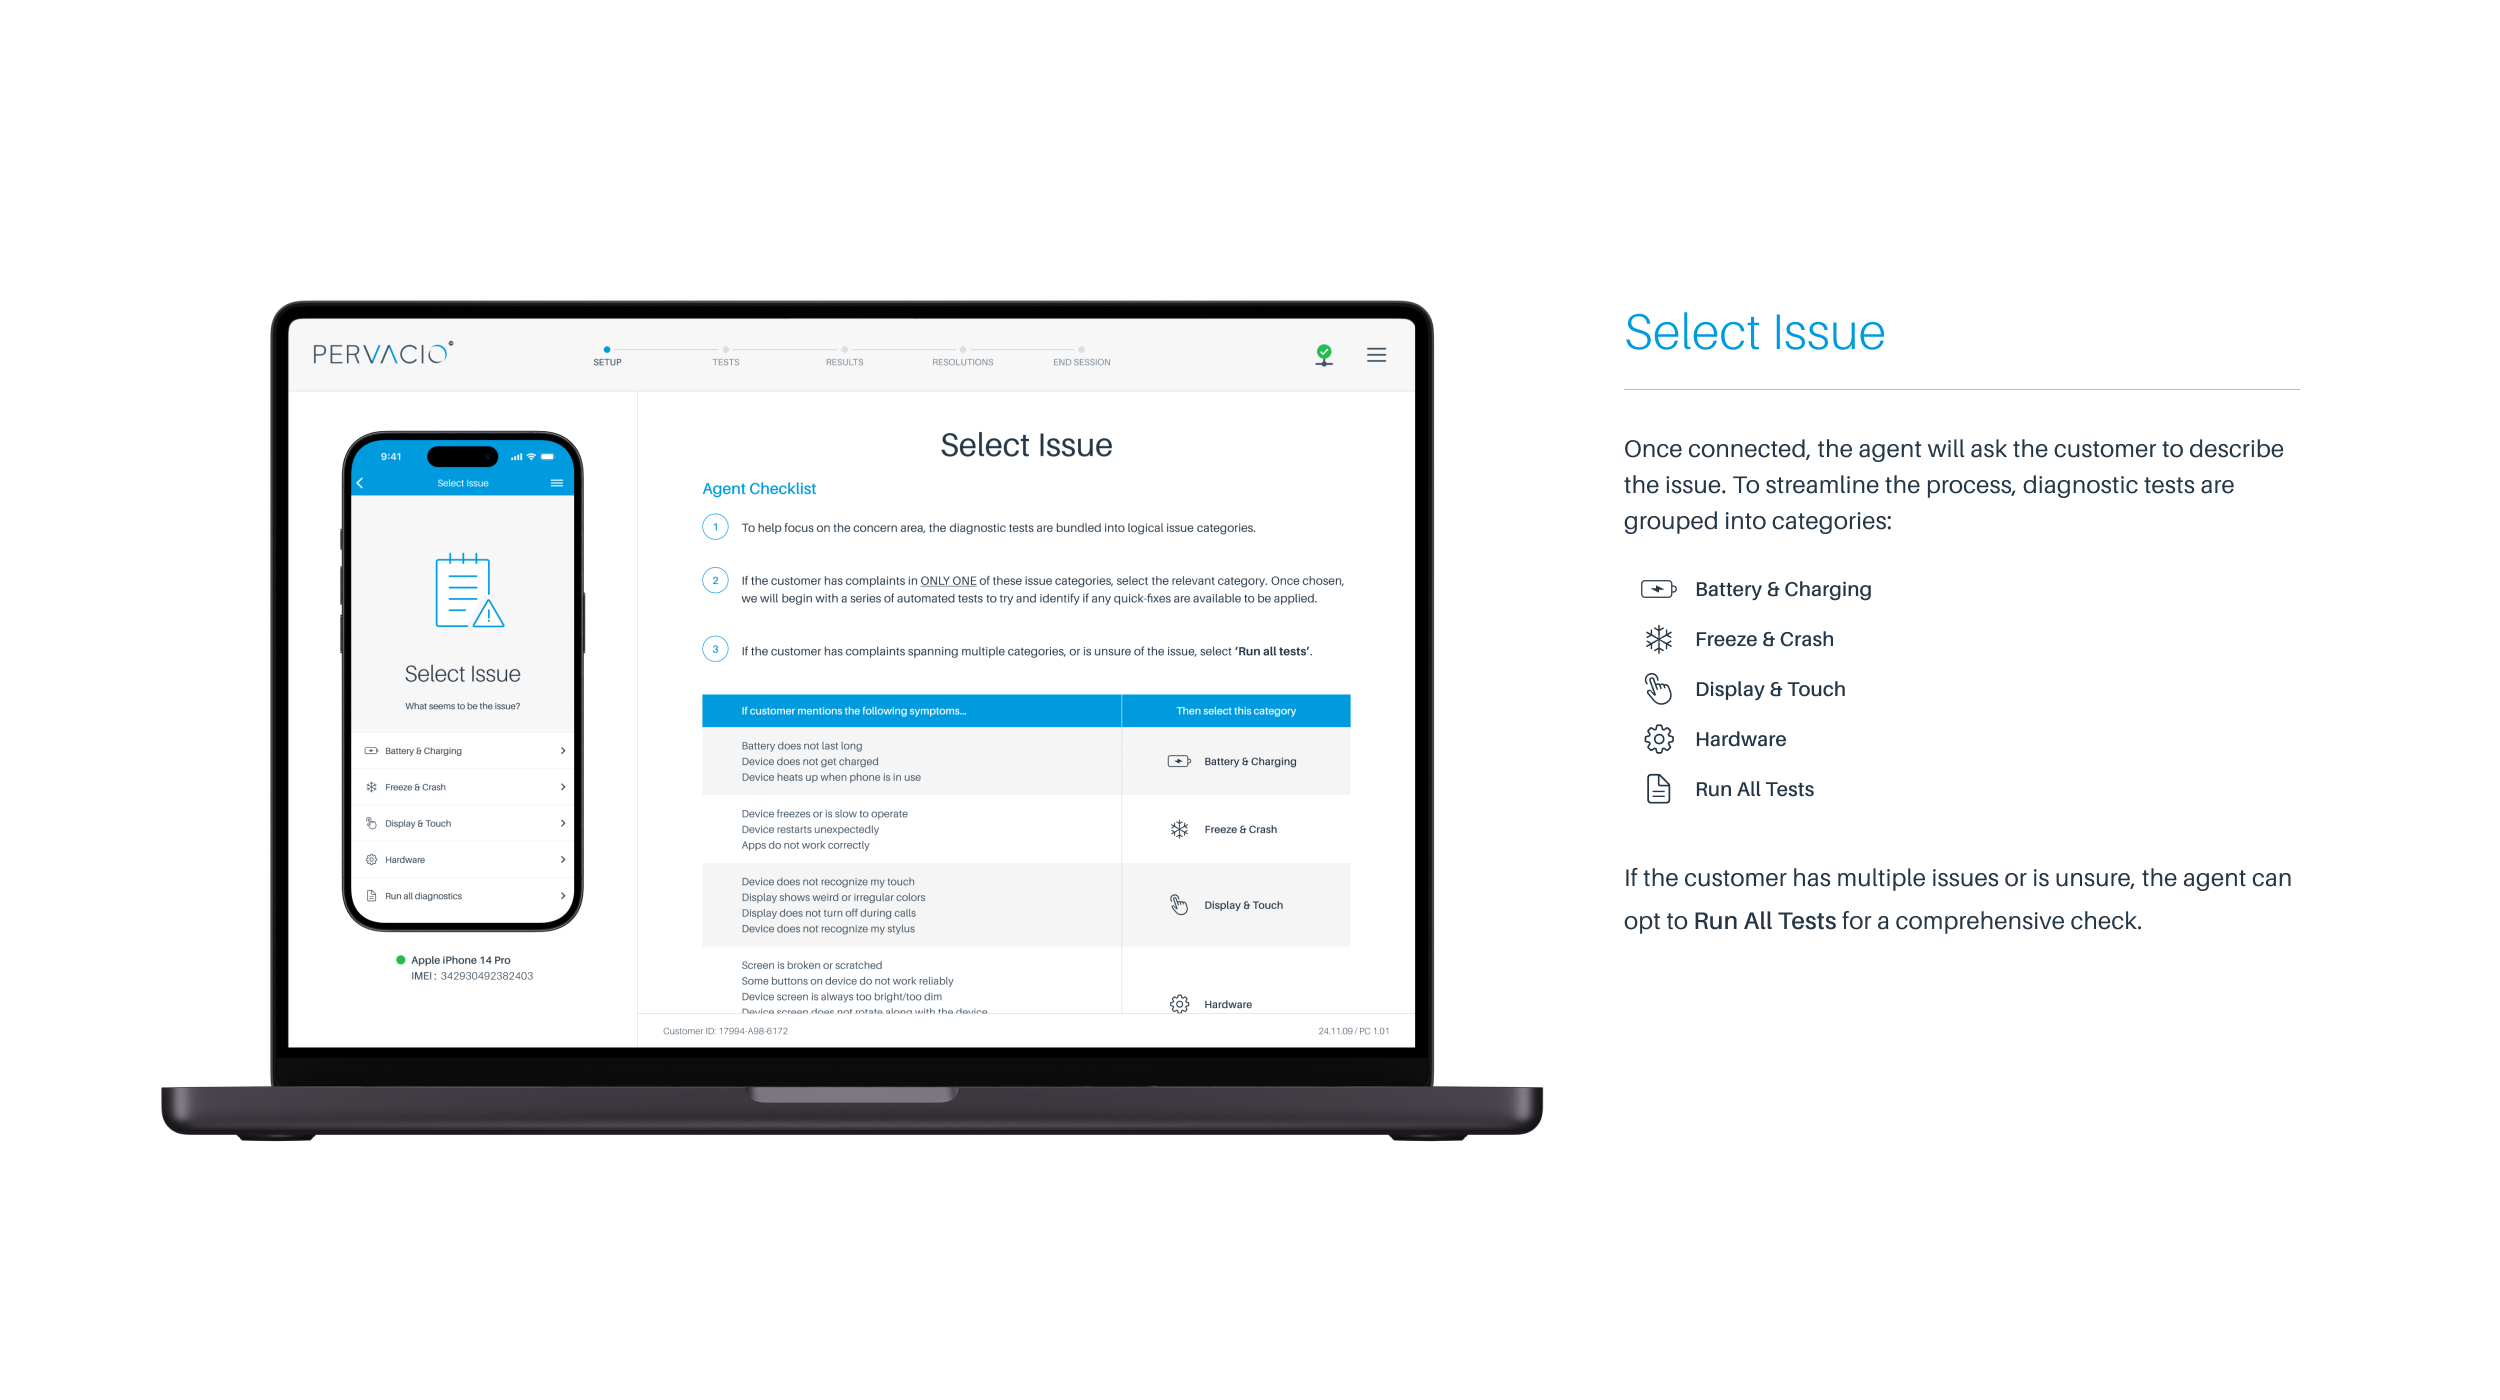 PERVACIO
SETUP
TESTS
RESULTS
RESOLUTIONS
END SESSION
9:41
Select Issue
Select Issue
What seems to be the issue?
Battery & Charging
Freeze & Crash
Display & Touch
Hardware
Run all diagnostics
Apple iPhone 14 Pro
IMEI : 342930492382403
Select Issue
Agent Checklist
1 To help focus on the concern area, the diagnostic tests are bundled into logical issue categories.
2 If the customer has complaints in ONLY ONE of these issue categories, select the relevant category. Once chosen,
we will begin with a series of automated tests to try and identify if any quick-fixes are available to be applied.
3 If the customer has complaints spanning multiple categories, or is unsure of the issue, select ‘Run all tests’.
If customer mentions the following symptoms...
Then select this category
Battery does not last long
Device does not get charged
Device heats up when phone is in use
Battery & Charging
Device freezes or is slow to operate
Device restarts unexpectedly
Apps do not work correctly
Freeze & Crash
Device does not recognize my touch
Display shows weird or irregular colors
Display does not turn off during calls
Device does not recognize my stylus
Display & Touch
Screen is broken or scratched
Some buttons on device do not work reliably
Device screen is always too bright/too dim
Device screen does not rotate along with the device
Hardware
Customer ID: 17994-A98-6172
24.11.09 / PC 1.01
Select Issue
Once connected, the agent will ask the customer to describe
the issue. To streamline the process, diagnostic tests are
grouped into categories:
Battery & Charging
Freeze & Crash
Display & Touch
Hardware
Run All Tests
If the customer has multiple issues or is unsure, the agent can
opt to Run All Tests for a comprehensive check.